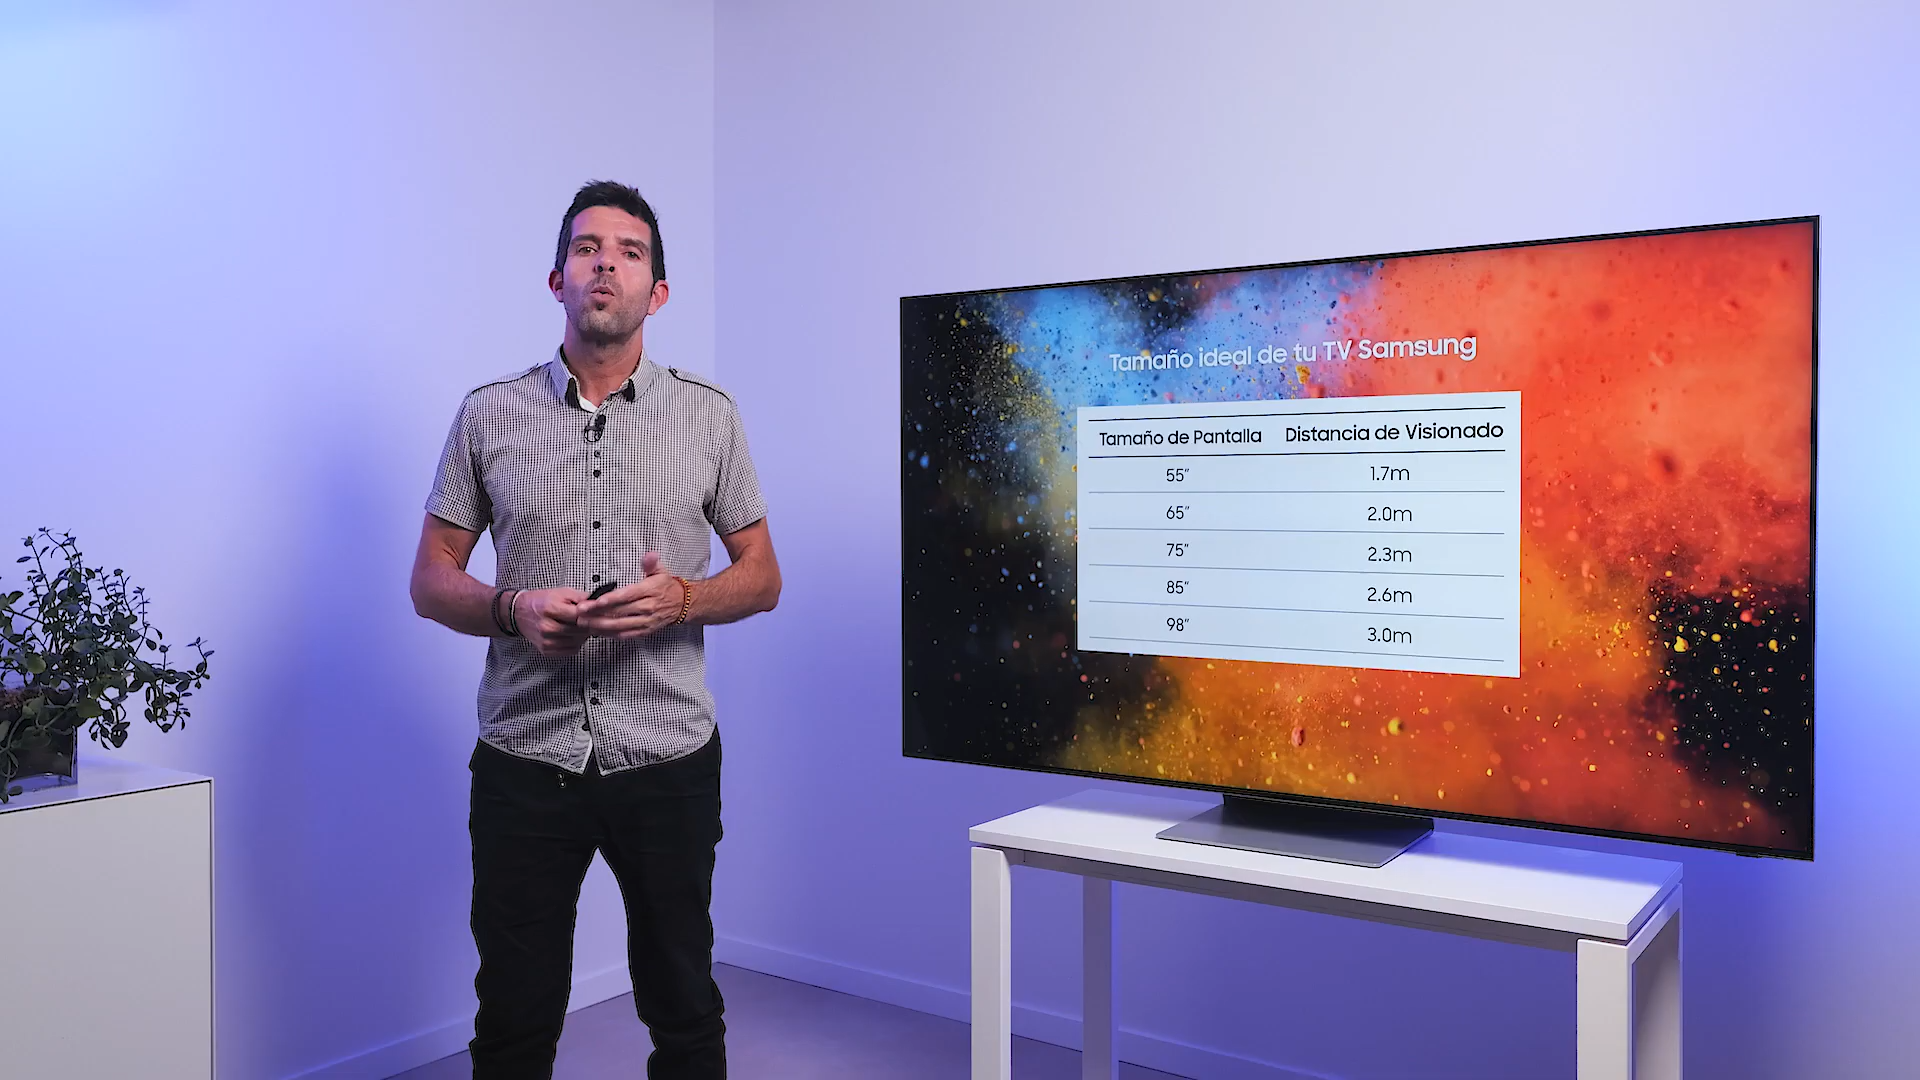 Tamaño ideal de tu TV Samsung
Tamaño de Pantalla Distancia de Visionado
55" 1.7m
65" 2.0m
75" 2.3m
85" 2.6m
98" 3.0m